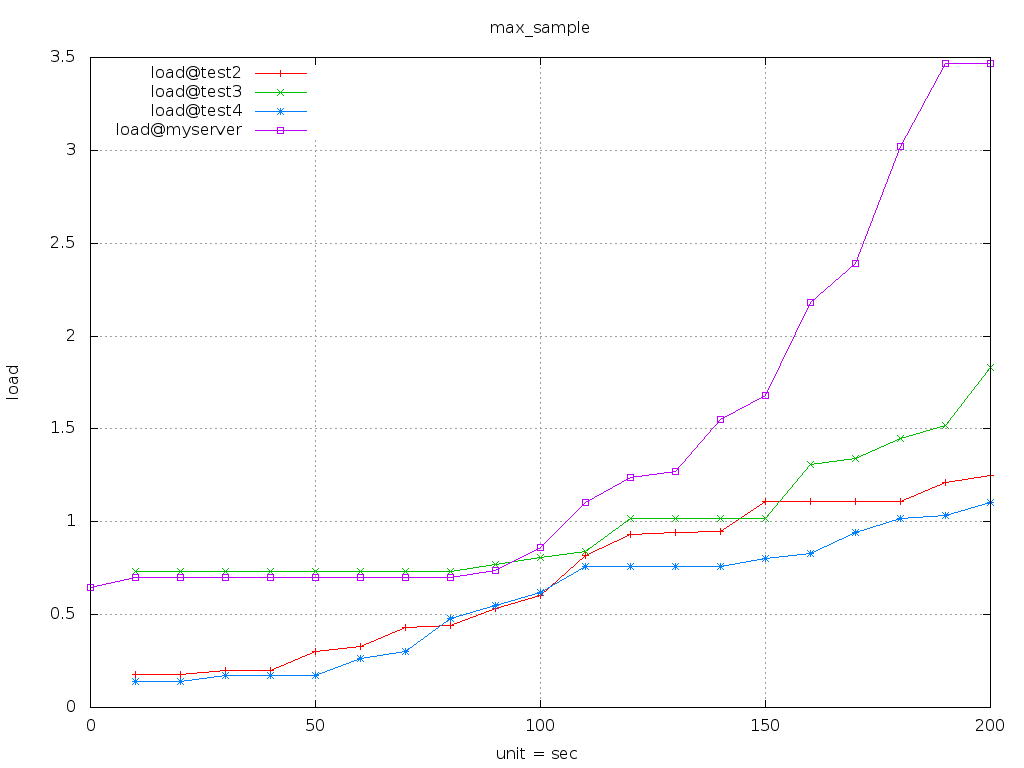 max_sample
load@test2
load@test3
load@test4
load@myserver
3.5
3
2.5
2
1.5
1
0.5
0
load
0 50 100 150 200
unit = sec